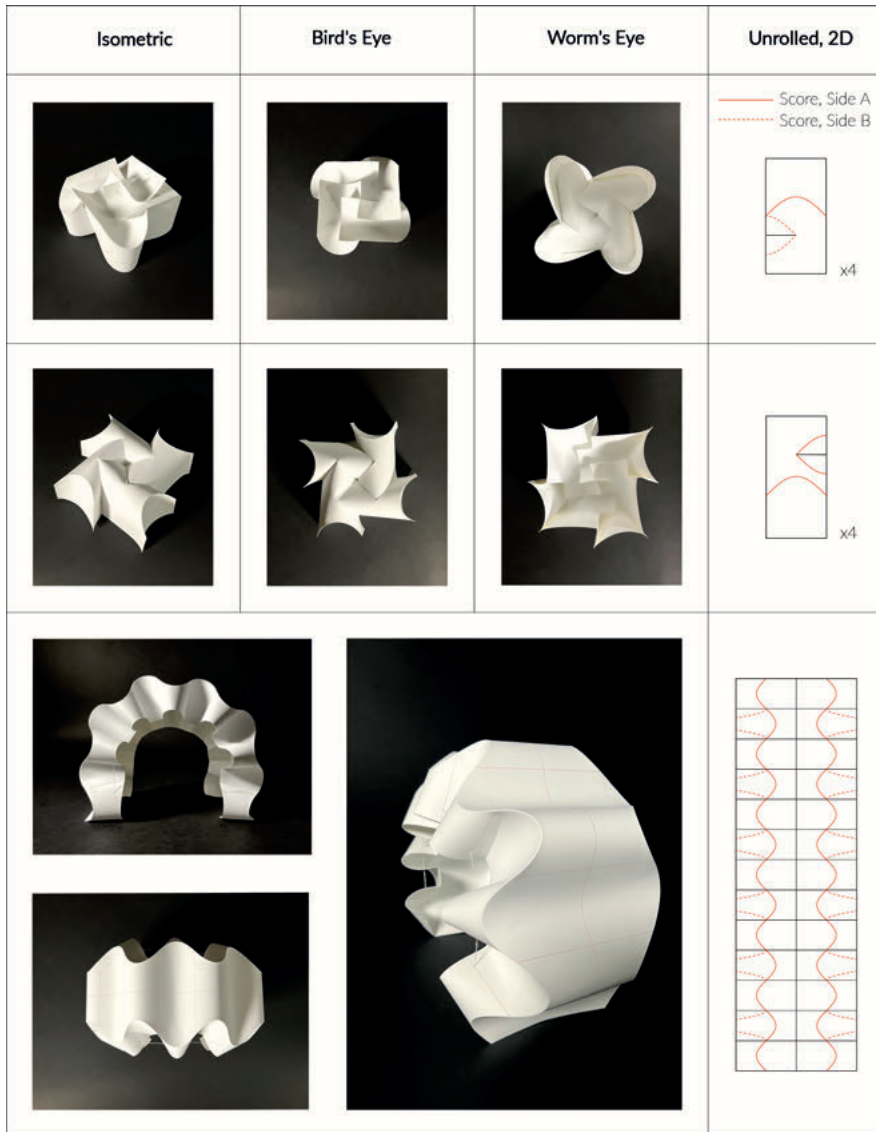 Isometric
Bird's Eye
Worm's Eye
Unrolled, 2D
Score, Side A
Score, Side B
x4
x4